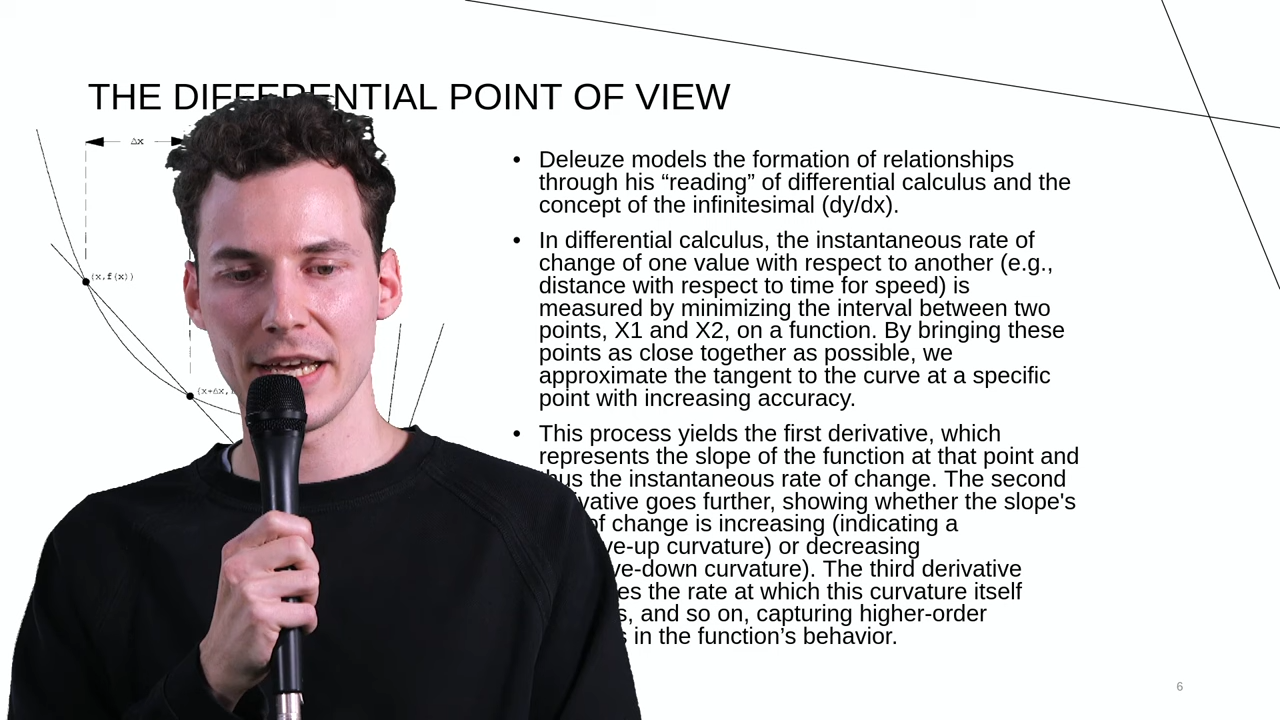 THE DIFFERENTIAL POINT OF VIEW
Δx
(x,f(x))
(x+Δx,
• Deleuze models the formation of relationships
through his “reading” of differential calculus and the
concept of the infinitesimal (dy/dx).
• In differential calculus, the instantaneous rate of
change of one value with respect to another (e.g.,
distance with respect to time for speed) is
measured by minimizing the interval between two
points, X1 and X2, on a function. By bringing these
points as close together as possible, we
approximate the tangent to the curve at a specific
point with increasing accuracy.
• This process yields the first derivative, which
represents the slope of the function at that point and
thus the instantaneous rate of change. The second
goes further, showing whether the slope's
of change is increasing (indicating a
curvature) or decreasing
curvature). The third derivative
the rate at which this curvature itself
and so on, capturing higher-order
in the function’s behavior.
6